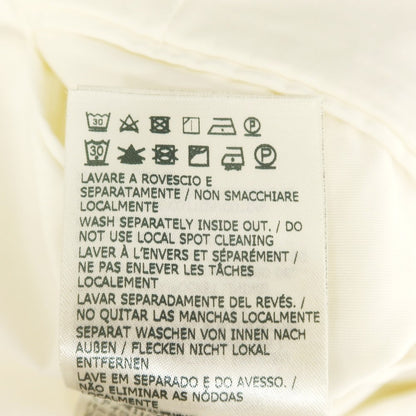 30 P
30 P
LAVARE A ROVESCIO E
SEPARATAMENTE / NON SMACCHIARE
LOCALMENTE
WASH SEPARATELY INSIDE OUT. / DO
NOT USE LOCAL SPOT CLEANING
LAVER À L'ENVERS ET SÉPARÉMENT /
NE PAS ENLEVER LES TÂCHES
LOCALEMENT
LAVAR SEPARADAMENTE DEL REVÉS. /
NO QUITAR LAS MANCHAS LOCALMENTE
SEPARAT WASCHEN VON INNEN NACH
AUßEN / FLECKEN NICHT LOKAL
ENTFERNEN
LAVE EM SEPARADO E DO AVESSO. /
NÃO ELIMINAR AS NÓDOAS
LOCALMENTE